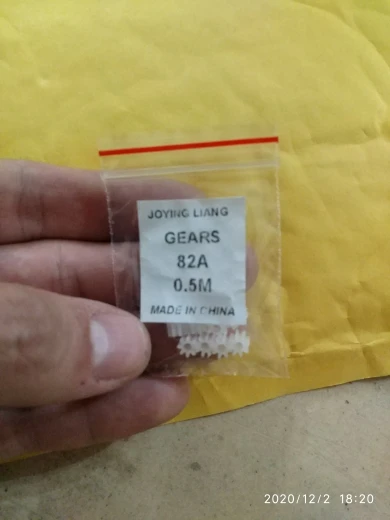 JOYING LIANG
GEARS
82A
0.5M
MADE IN CHINA
2020/12/2 18:20